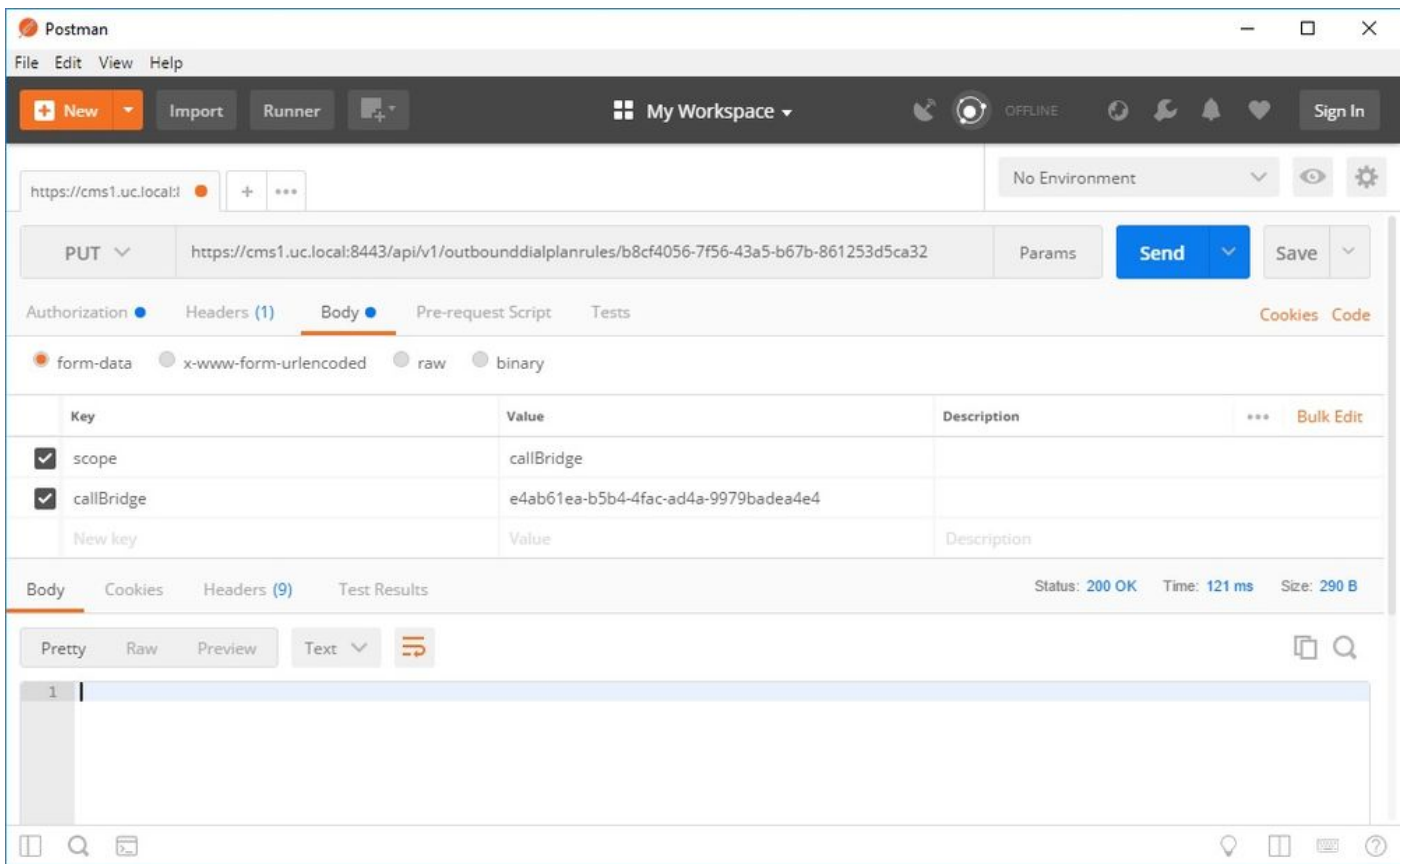 Postman
File Edit View Help
New Import Runner My Workspace OFFLINE Sign In
https://cms1.uc.local:l + ••• No Environment
PUT https://cms1.uc.local:8443/api/v1/outbounddialplanrules/b8cf4056-7f56-43a5-b67b-861253d5ca32 Params Send Save
Authorization Headers (1) Body Pre-request Script Tests Cookies Code
form-data x-www-form-urlencoded raw binary
Key Value Description ••• Bulk Edit
scope callBridge
callBridge e4ab61ea-b5b4-4fac-ad4a-9979badea4e4
New key Value Description
Body Cookies Headers (9) Test Results Status: 200 OK Time: 121 ms Size: 290 B
Pretty Raw Preview Text
1